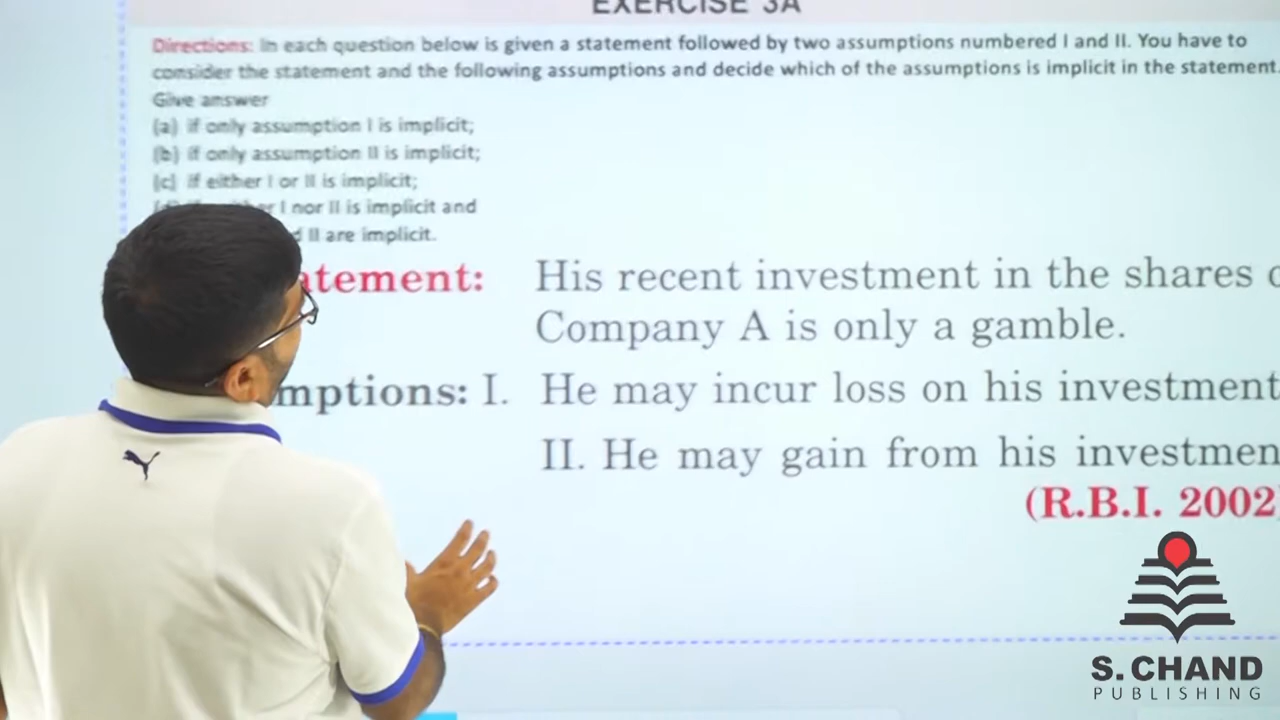 EXERCISE 3A
Directions: In each question below is given a statement followed by two assumptions numbered I and II. You have to
consider the statement and the following assumptions and decide which of the assumptions is implicit in the statement.
Give answer
(a) if only assumption I is implicit;
(b) if only assumption II is implicit;
(c) if either I or II is implicit;
I nor II is implicit and
II are implicit.
atement: His recent investment in the shares o
Company A is only a gamble.
mptions: I. He may incur loss on his investment
II. He may gain from his investmen
(R.B.I. 2002)
S. CHAND
PUBLISHING